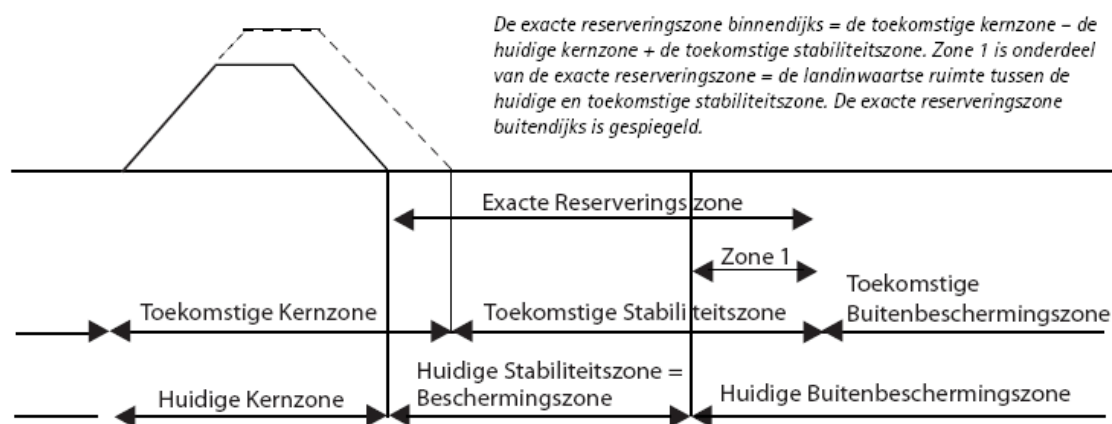 De exacte reserveringszone binnendijks = de toekomstige kernzone – de
huidige kernzone + de toekomstige stabiliteitszone. Zone 1 is onderdeel
van de exacte reserveringszone = de landinwaartse ruimte tussen de
huidige en toekomstige stabiliteitszone. De exacte reserveringszone
buitendijks is gespiegeld.
Exacte Reserveringszone
Zone 1
Toekomstige Kernzone
Toekomstige Stabiliteitszone
Toekomstige
Buitenbeschermingszone
Huidige Kernzone
Huidige Stabiliteitszone =
Beschermingszone
Huidige Buitenbeschermingszone